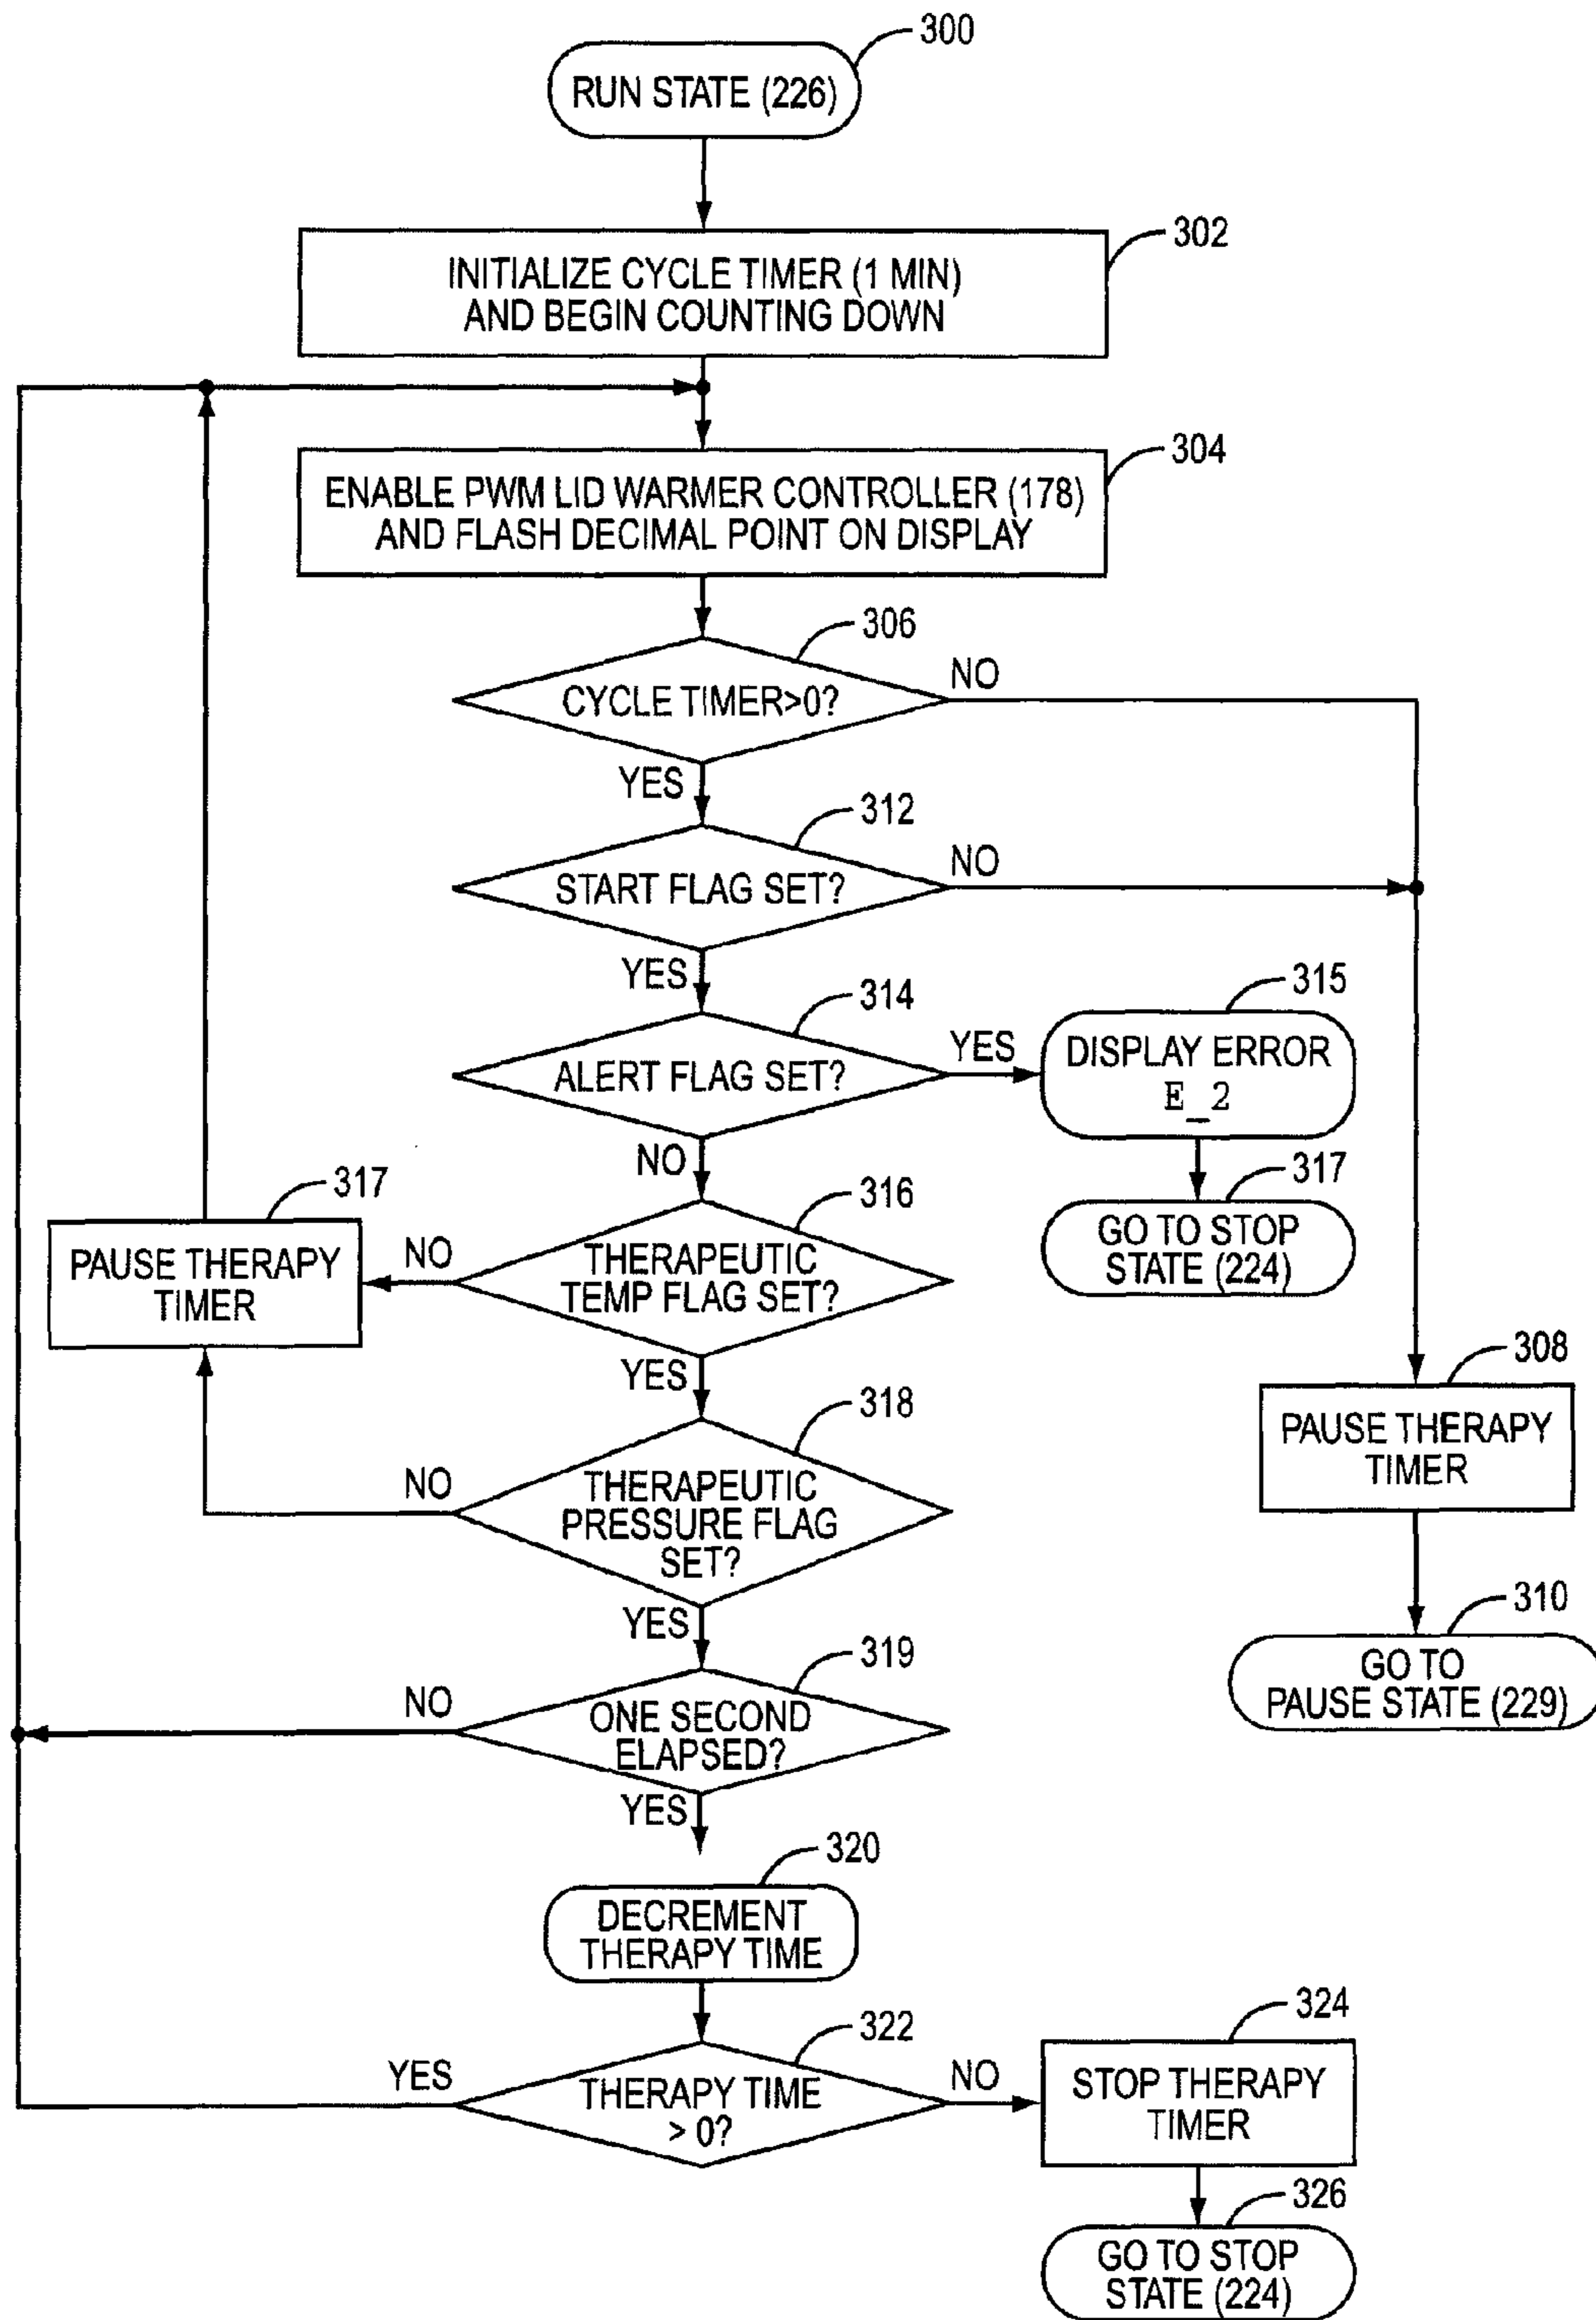 300
RUN STATE (226)
302
INITIALIZE CYCLE TIMER (1 MIN)
AND BEGIN COUNTING DOWN
304
ENABLE PWM LID WARMER CONTROLLER (178)
AND FLASH DECIMAL POINT ON DISPLAY
306
CYCLE TIMER>0?
NO
YES
312
START FLAG SET?
NO
YES
314
ALERT FLAG SET?
YES
315
DISPLAY ERROR
E_2
NO
317
GO TO STOP
STATE (224)
316
THERAPEUTIC
TEMP FLAG SET?
NO
317
PAUSE THERAPY
TIMER
YES
318
THERAPEUTIC
PRESSURE FLAG
SET?
NO
308
PAUSE THERAPY
TIMER
310
GO TO
PAUSE STATE (229)
YES
319
ONE SECOND
ELAPSED?
NO
YES
320
DECREMENT
THERAPY TIME
322
THERAPY TIME
> 0?
YES
NO
324
STOP THERAPY
TIMER
326
GO TO STOP
STATE (224)